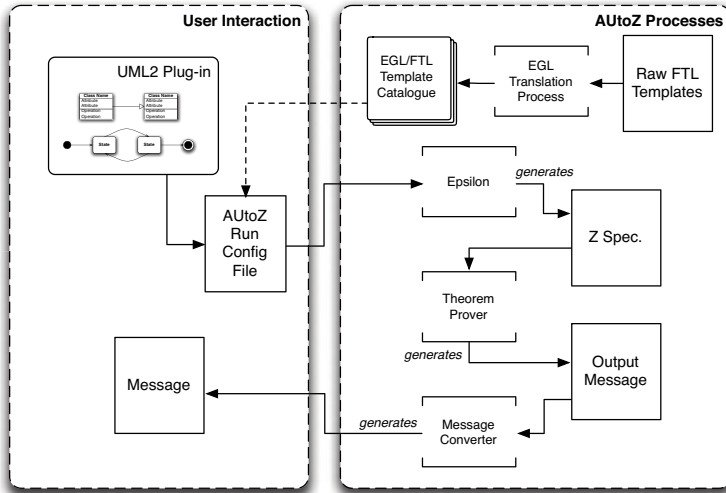 User Interaction
UML2 Plug-in
Class Name
Attribute
Attribute
Operation
Operation
Class Name
Attribute
Attribute
Operation
Operation
State
State
AUtoZ
Run
Config
File
Message
AUtoZ Processes
EGL/FTL
Template
Catalogue
EGL
Translation
Process
Raw FTL
Templates
Epsilon
generates
Z Spec.
Theorem
Prover
generates
Output
Message
generates
Message
Converter